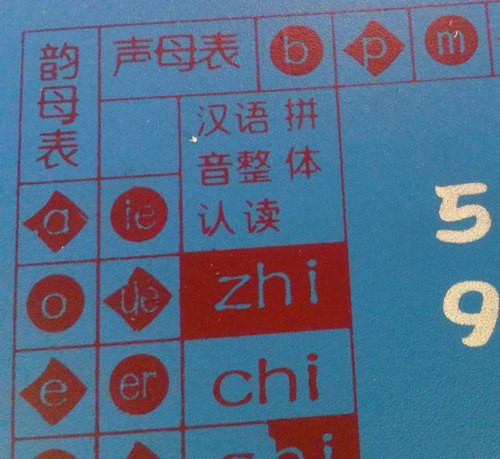 声母表 b p m
韵母表
汉语拼
音整体
认读
a ie 5
o üe zhi 9
e er chi